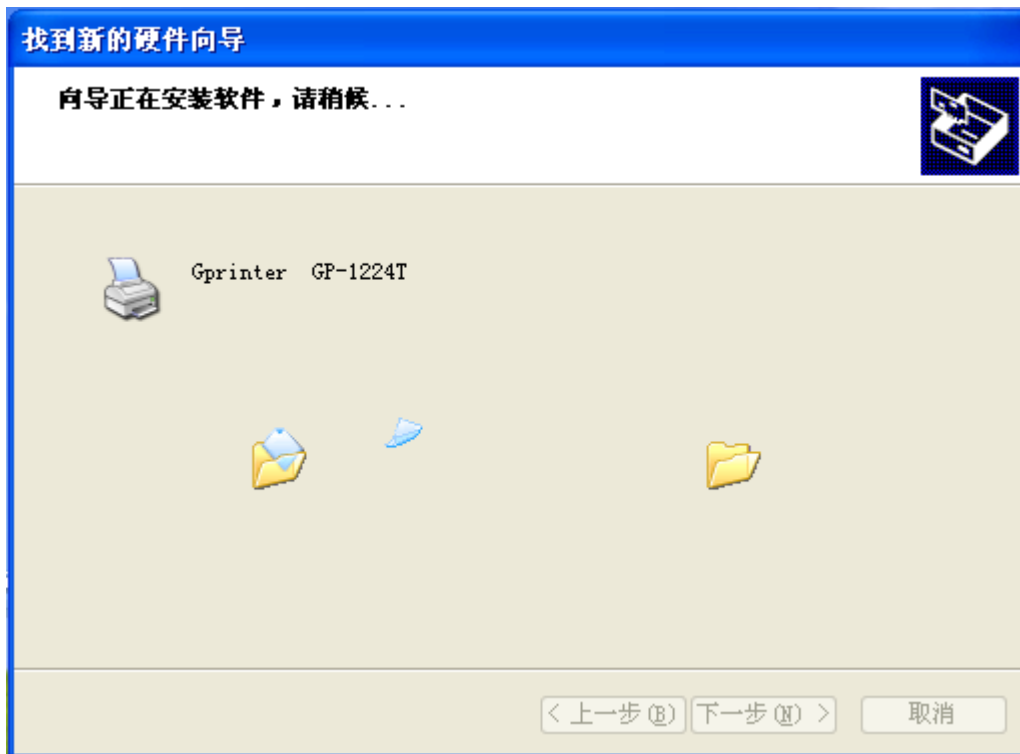 找到新的硬件向导
向导正在安装软件，请稍候...
Gprinter  GP-1224T
< 上一步(B) 下一步(N) > 取消